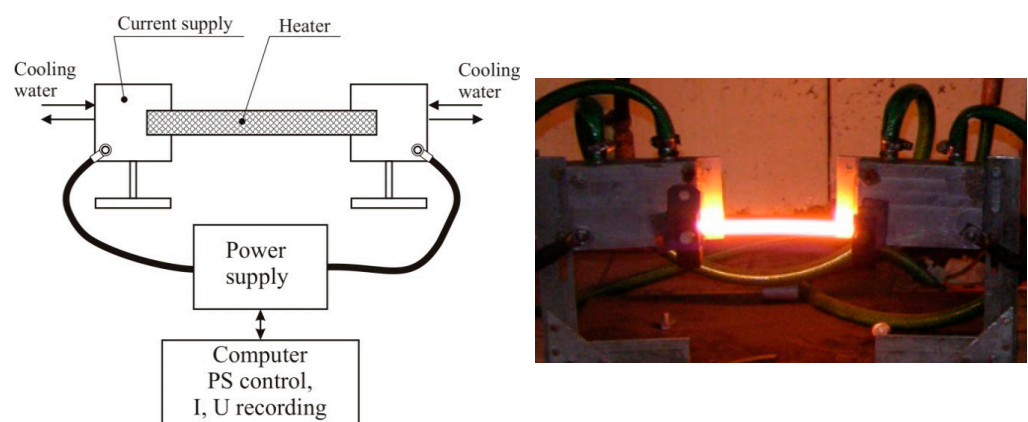 Current supply
Heater
Cooling
water
Cooling
water
Power
supply
Computer
PS control,
I, U recording